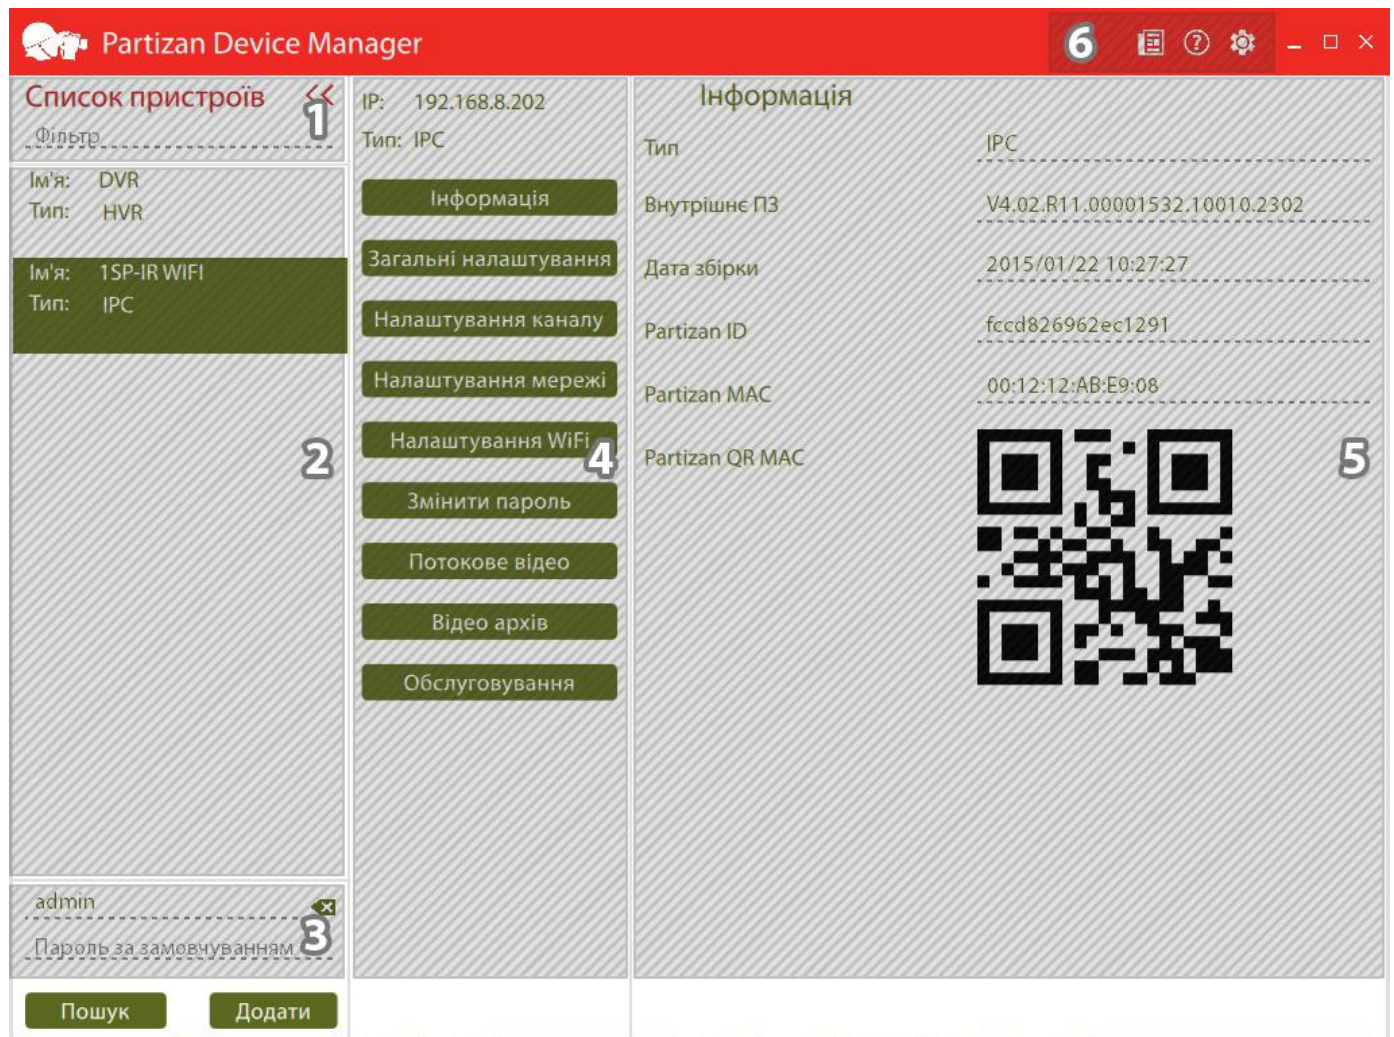 Partizan Device Manager
6
Список пристроїв
1
Фільтр
Ім'я: DVR
Тип: HVR
Ім'я: 1SP-IR WIFI
Тип: IPC
2
admin
Пароль за замовчуванням
3
Пошук
Додати
IP: 192.168.8.202
Тип: IPC
Інформація
Загальні налаштування
Налаштування каналу
Налаштування мережі
Налаштування WiFi
4
Змінити пароль
Потокове відео
Відео архів
Обслуговування
Інформація
Тип IPC
Внутрішнє ПЗ V4.02.R11.00001532.10010.2302
Дата збірки 2015/01/22 10:27:27
Partizan ID fccd826962ec1291
Partizan MAC 00:12:12:AB:E9:08
Partizan QR MAC
5